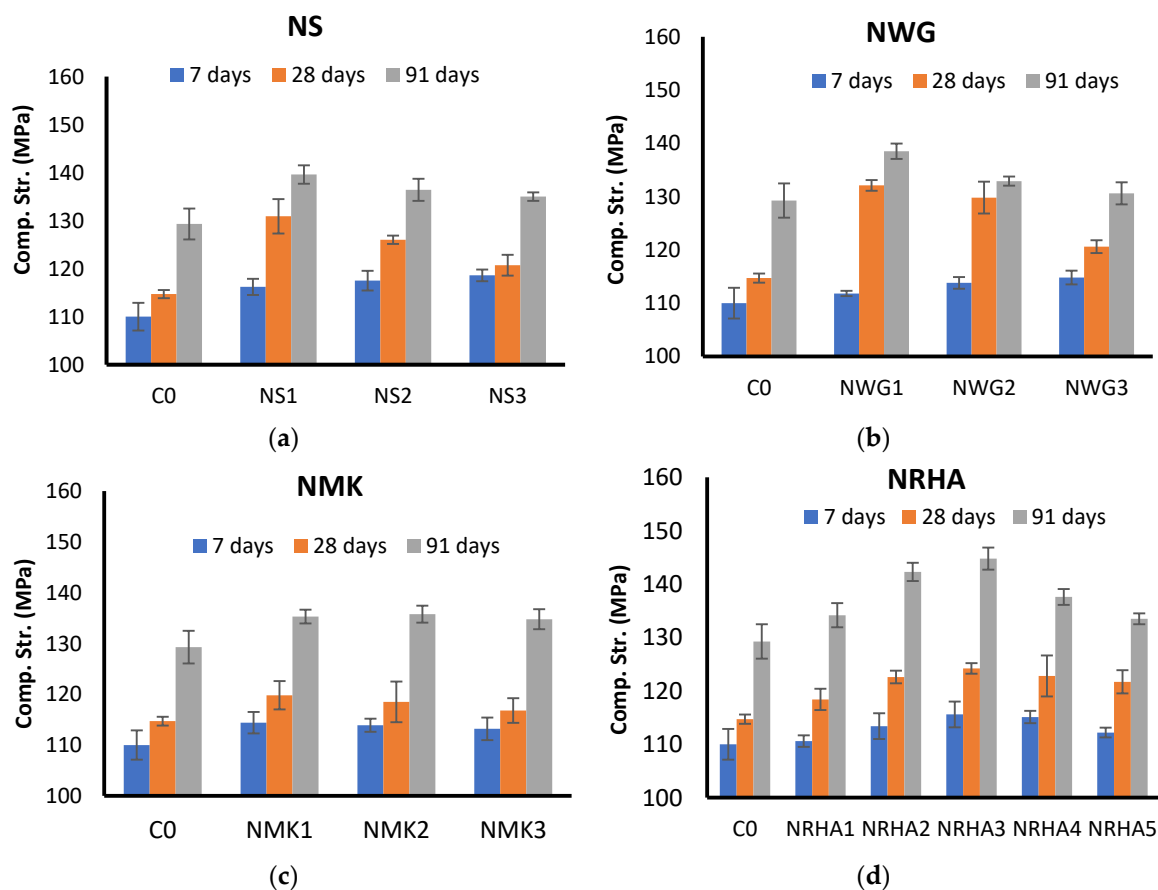 NS
7 days 28 days 91 days
Comp. Str. (MPa)
160
150
140
130
120
110
100
C0 NS1 NS2 NS3
(a)
NWG
7 days 28 days 91 days
Comp. Str. (MPa)
160
150
140
130
120
110
100
C0 NWG1 NWG2 NWG3
(b)
NMK
7 days 28 days 91 days
Comp. Str. (MPa)
160
150
140
130
120
110
100
C0 NMK1 NMK2 NMK3
(c)
NRHA
7 days 28 days 91 days
Comp. Str. (MPa)
160
150
140
130
120
110
100
C0 NRHA1 NRHA2 NRHA3 NRHA4 NRHA5
(d)